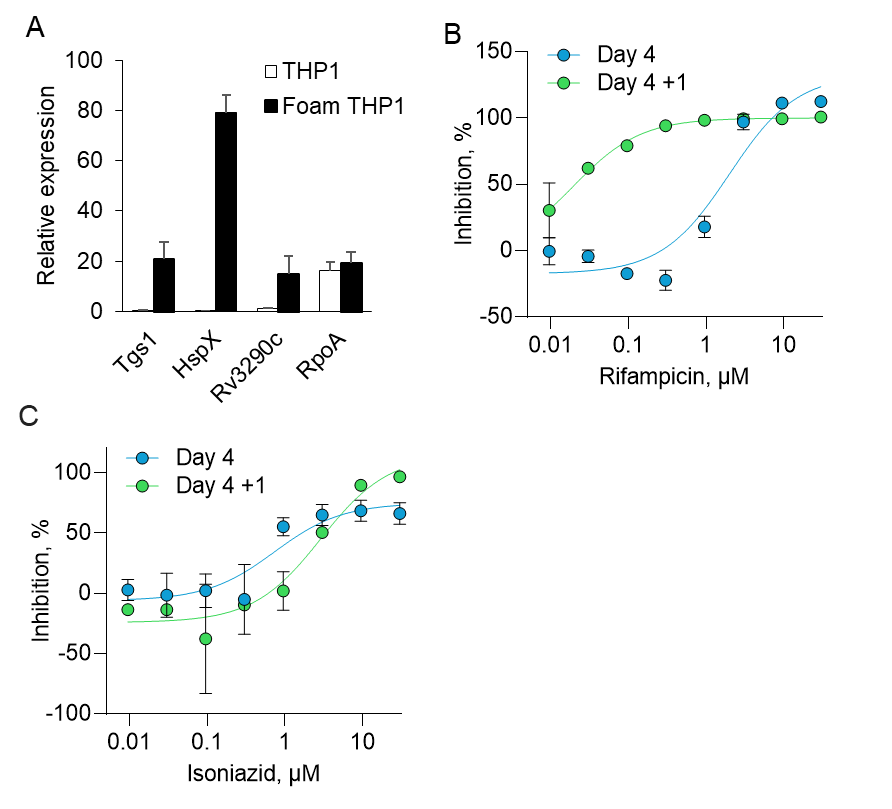 A
100
80
60
40
20
0
Relative expression
THP1
Foam THP1
Tgs1
HspX
Rv3290c
RpoA
B
150
100
50
0
-50
Inhibition, %
Day 4
Day 4 +1
0.01
0.1
1
10
Rifampicin, µM
C
100
50
0
-50
-100
Inhibition, %
Day 4
Day 4 +1
0.01
0.1
1
10
Isoniazid, µM